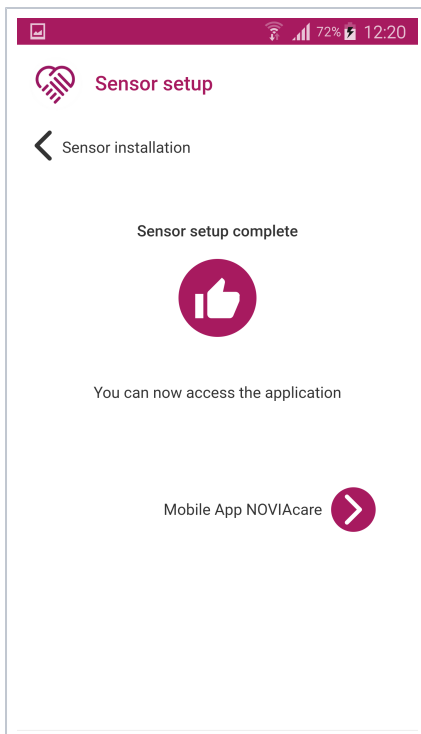 72% 12:20
Sensor setup
Sensor installation
Sensor setup complete
You can now access the application
Mobile App NOVIAcare